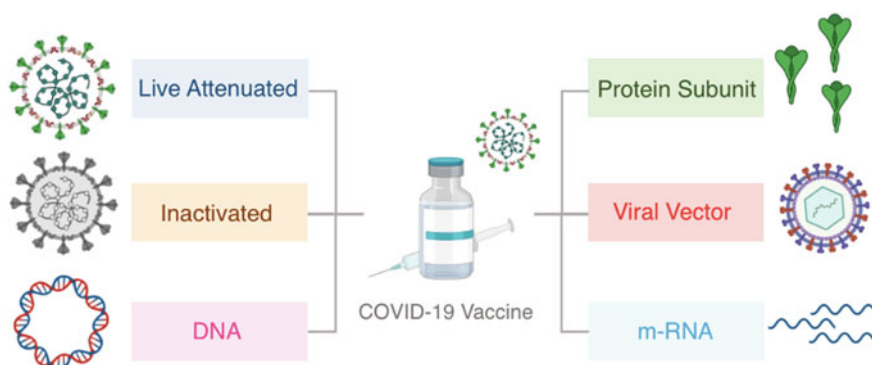 Live Attenuated
Inactivated
DNA
COVID-19 Vaccine
Protein Subunit
Viral Vector
m-RNA